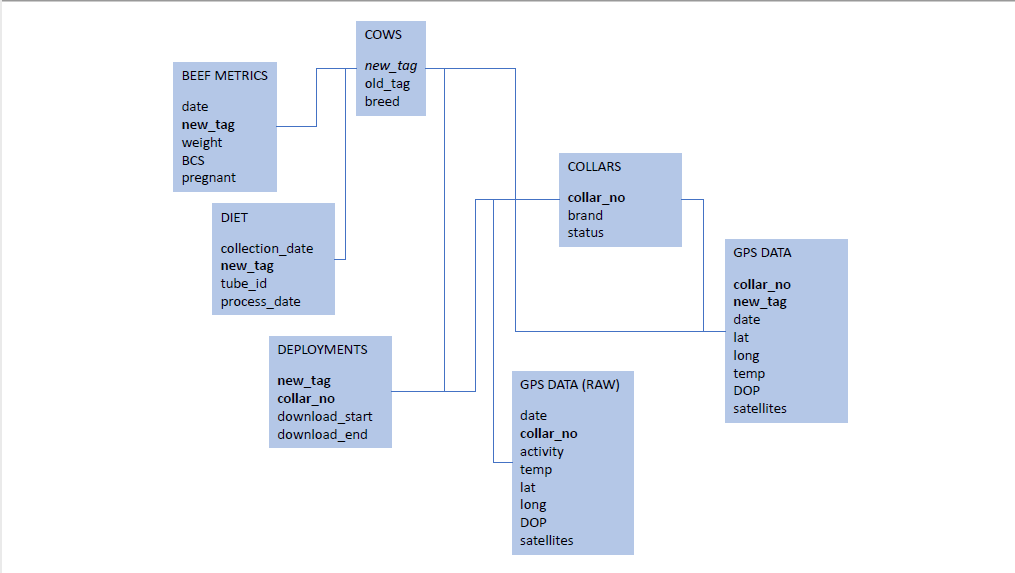 COWS
new_tag
old_tag
breed
BEEF METRICS
date
new_tag
weight
BCS
pregnant
DIET
collection_date
new_tag
tube_id
process_date
DEPLOYMENTS
new_tag
collar_no
download_start
download_end
COLLARS
collar_no
brand
status
GPS DATA
collar_no
new_tag
date
lat
long
temp
DOP
satellites
GPS DATA (RAW)
date
collar_no
activity
temp
lat
long
DOP
satellites